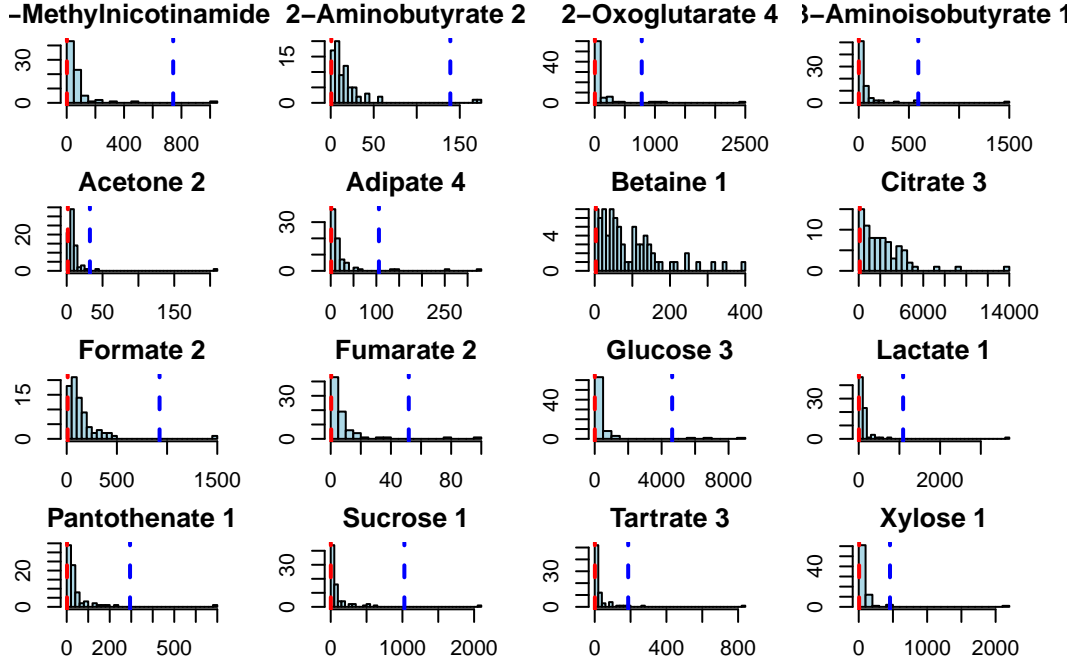 −Methylnicotinamide
0 30
0 400 800
2−Aminobutyrate 2
0 15
0 50 150
2−Oxoglutarate 4
0 40
0 1000 2500
3−Aminoisobutyrate 1
0 30
0 500 1500
Acetone 2
0 20
0 50 150
Adipate 4
0 30
0 100 250
Betaine 1
0 4
0 200 400
Citrate 3
0 10
0 6000 14000
Formate 2
0 15
0 500 1500
Fumarate 2
0 30
0 40 80
Glucose 3
0 40
0 4000 9000
Lactate 1
0 30
0 2000
Pantothenate 1
0 20
0 200 500
Sucrose 1
0 30
0 1000 2000
Tartrate 3
0 30
0 400 800
Xylose 1
0 40
0 1000 2000